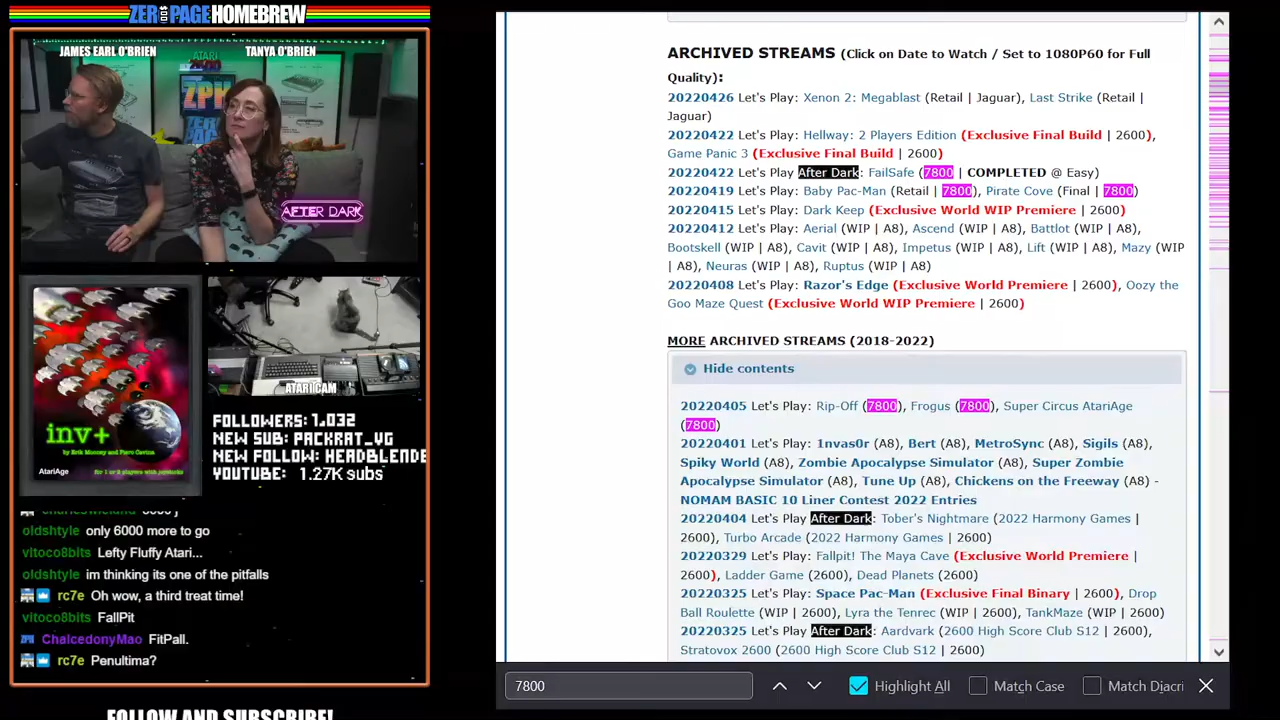 ZERO PAGE HOMEBREW
JAMES EARL O'BRIEN
TANYA O'BRIEN
ATARI
ZPH
AFTER DARK
inv+
by Erik Mooney and Piero Cavina
AtariAge
For 1 or 2 players with joysticks
ATARI CAM
FOLLOWERS: 1,032
NEW SUB: PACKRAT_VG
NEW FOLLOW: HEADBLENDE
YOUTUBE: 1.27K subs
oldshtyle only 6000 more to go
vitoco8bits Lefty Fluffy Atari...
oldshtyle im thinking its one of the pitfalls
rc7e Oh wow, a third treat time!
vitoco8bits FallPit
ChalcedonyMao FitPall.
rc7e Penultima?
FOLLOW AND SUBSCRIBE!
ARCHIVED STREAMS (Click on Date to Watch / Set to 1080P60 for Full
Quality):
20220426 Let's Play: Xenon 2: Megablast (Retail | Jaguar), Last Strike (Retail |
Jaguar)
20220422 Let's Play: Hellway: 2 Players Edition (Exclusive Final Build | 2600),
Game Panic 3 (Exclusive Final Build | 2600)
20220422 Let's Play After Dark: FailSafe (7800 | COMPLETED @ Easy)
20220419 Let's Play: Baby Pac-Man (Retail | 7800), Pirate Cove (Final | 7800)
20220415 Let's Play: Dark Keep (Exclusive World WIP Premiere | 2600)
20220412 Let's Play: Aerial (WIP | A8), Ascend (WIP | A8), Battlot (WIP | A8),
Bootskell (WIP | A8), Cavit (WIP | A8), Impetus (WIP | A8), Lift (WIP | A8), Mazy (WIP
| A8), Neuras (WIP | A8), Ruptus (WIP | A8)
20220408 Let's Play: Razor's Edge (Exclusive World Premiere | 2600), Oozy the
Goo Maze Quest (Exclusive World WIP Premiere | 2600)
MORE ARCHIVED STREAMS (2018-2022)
Hide contents
20220405 Let's Play: Rip-Off (7800), Frogus (7800), Super Circus AtariAge
(7800)
20220401 Let's Play: 1nvas0r (A8), Bert (A8), MetroSync (A8), Sigils (A8),
Spiky World (A8), Zombie Apocalypse Simulator (A8), Super Zombie
Apocalypse Simulator (A8), Tune Up (A8), Chickens on the Freeway (A8) -
NOMAM BASIC 10 Liner Contest 2022 Entries
20220404 Let's Play After Dark: Tober's Nightmare (2022 Harmony Games |
2600), Turbo Arcade (2022 Harmony Games | 2600)
20220329 Let's Play: Fallpit! The Maya Cave (Exclusive World Premiere |
2600), Ladder Game (2600), Dead Planets (2600)
20220325 Let's Play: Space Pac-Man (Exclusive Final Binary | 2600), Drop
Ball Roulette (WIP | 2600), Lyra the Tenrec (WIP | 2600), TankMaze (WIP | 2600)
20220325 Let's Play After Dark: Aardvark (2600 High Score Club S12 | 2600),
Stratovox 2600 (2600 High Score Club S12 | 2600)
7800
Highlight All
Match Case
Match Diacri